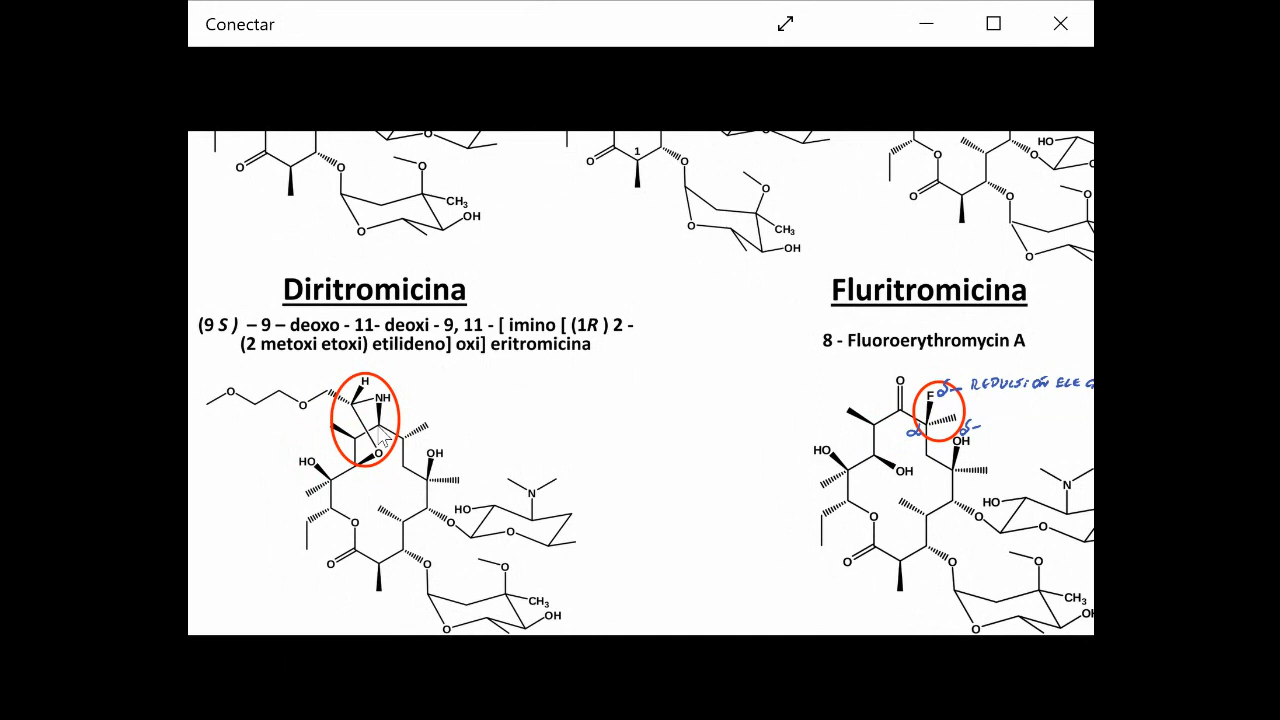 Conectar
O
O
O
CH3
OH
O
1
O
O
O
CH3
OH
O
HO
O
O
O
O
O
O
O
Diritromicina
Fluritromicina
(9 S ) – 9 – deoxo - 11- deoxi - 9, 11 - [ imino [ (1R ) 2 -
(2 metoxi etoxi) etilideno] oxi] eritromicina
8 - Fluoroerythromycin A
H
O
O
NH
O
HO
OH
N
HO
O
O
O
O
O
O
CH3
OH
O
O
F
δ- REPULSIÓN
δ-
OH
HO
OH
N
HO
O
O
O
O
O
O
CH3
OH
O